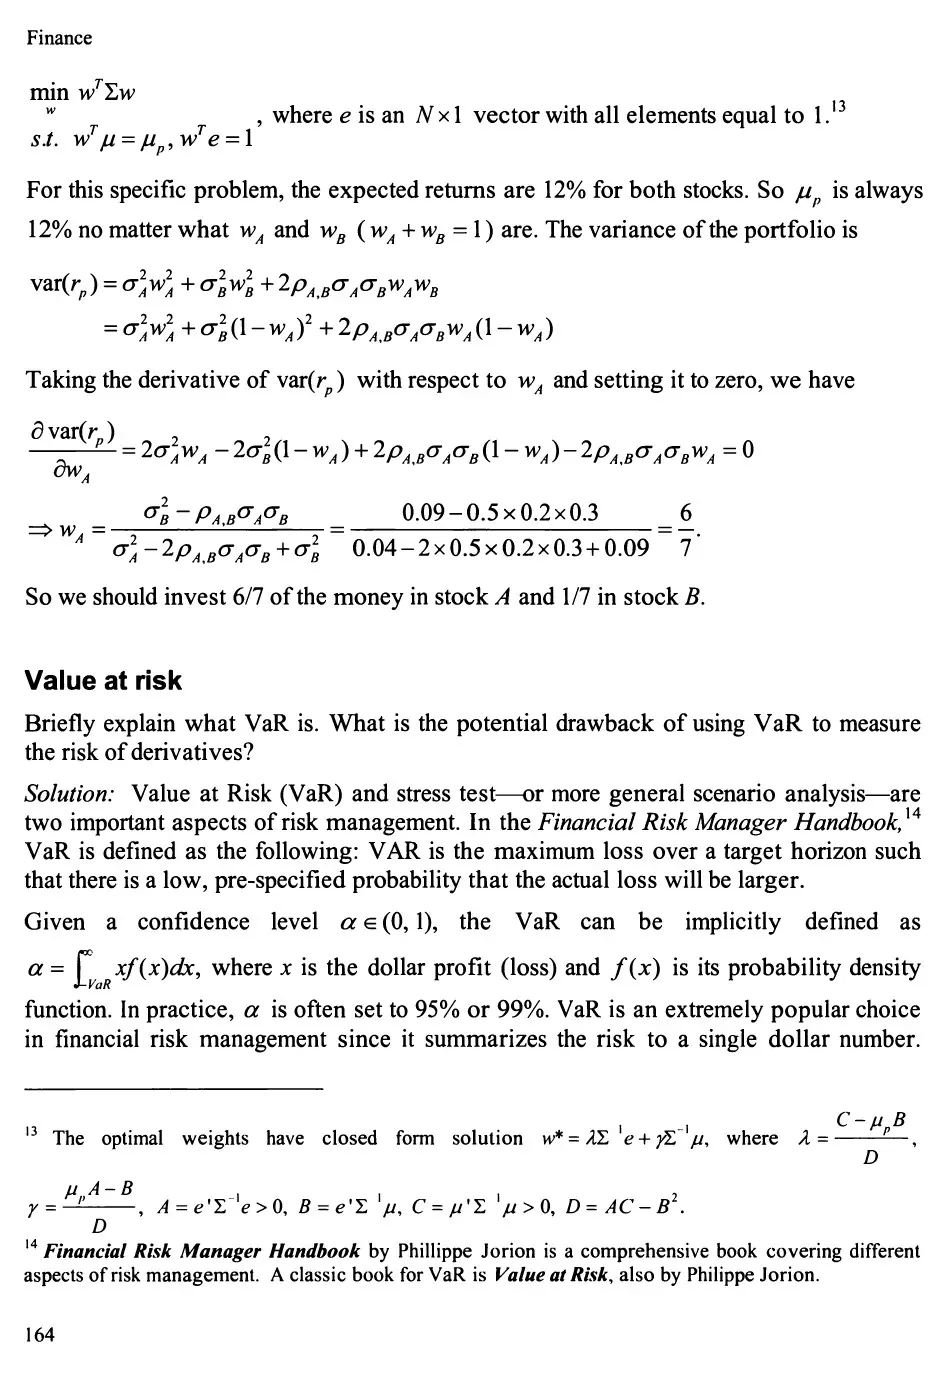 Finance
min w^TΣw
w
s.t. w^T μ = μ_p, w^T e = 1 , where e is an N×1 vector with all elements equal to 1.^13
For this specific problem, the expected returns are 12% for both stocks. So μ_p is always
12% no matter what w_A and w_B ( w_A + w_B = 1 ) are. The variance of the portfolio is
var(r_p) = σ_A^2 w_A^2 + σ_B^2 w_B^2 + 2ρ_{A,B}σ_Aσ_B w_A w_B
= σ_A^2 w_A^2 + σ_B^2 (1 − w_A)^2 + 2ρ_{A,B}σ_Aσ_B w_A (1 − w_A)
Taking the derivative of var(r_p) with respect to w_A and setting it to zero, we have
∂ var(r_p) / ∂w_A = 2σ_A^2 w_A − 2σ_B^2 (1 − w_A) + 2ρ_{A,B}σ_Aσ_B (1 − w_A) − 2ρ_{A,B}σ_Aσ_B w_A = 0
⇒ w_A = (σ_B^2 − ρ_{A,B}σ_Aσ_B) / (σ_A^2 − 2ρ_{A,B}σ_Aσ_B + σ_B^2) = (0.09 − 0.5 × 0.2 × 0.3) / (0.04 − 2 × 0.5 × 0.2 × 0.3 + 0.09) = 6/7.
So we should invest 6/7 of the money in stock A and 1/7 in stock B.
Value at risk
Briefly explain what VaR is. What is the potential drawback of using VaR to measure
the risk of derivatives?
Solution: Value at Risk (VaR) and stress test—or more general scenario analysis—are
two important aspects of risk management. In the Financial Risk Manager Handbook,^14
VaR is defined as the following: VAR is the maximum loss over a target horizon such
that there is a low, pre-specified probability that the actual loss will be larger.
Given a confidence level α ∈ (0, 1), the VaR can be implicitly defined as
α = ∫_{-VaR}^∞ xf(x)dx, where x is the dollar profit (loss) and f(x) is its probability density
function. In practice, α is often set to 95% or 99%. VaR is an extremely popular choice
in financial risk management since it summarizes the risk to a single dollar number.
^13 The optimal weights have closed form solution w* = λΣ^1 e + γΣ^-1 μ, where λ = (C − μ_p B) / D,
γ = (μ_p A − B) / D, A = e'Σ^-1 e > 0, B = e'Σ^1 μ, C = μ'Σ^1 μ > 0, D = AC − B^2.
^14 Financial Risk Manager Handbook by Phillippe Jorion is a comprehensive book covering different
aspects of risk management. A classic book for VaR is Value at Risk, also by Philippe Jorion.
164